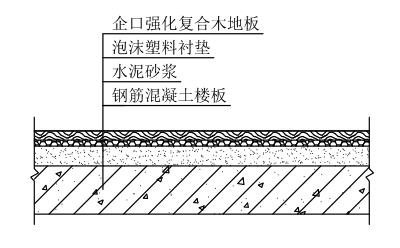 企口强化复合木地板
泡沫塑料衬垫
水泥砂浆
钢筋混凝土楼板